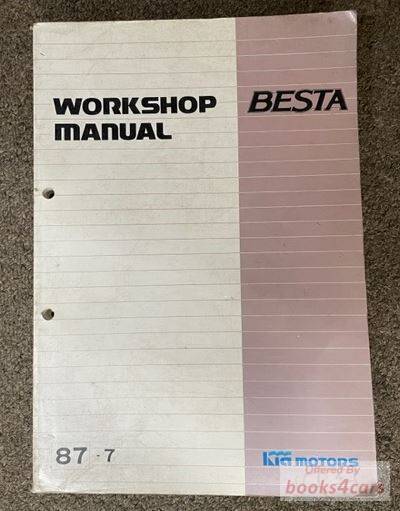 WORKSHOP
MANUAL
BESTA
87-7
KIA MOTORS
Offered By
books4cars